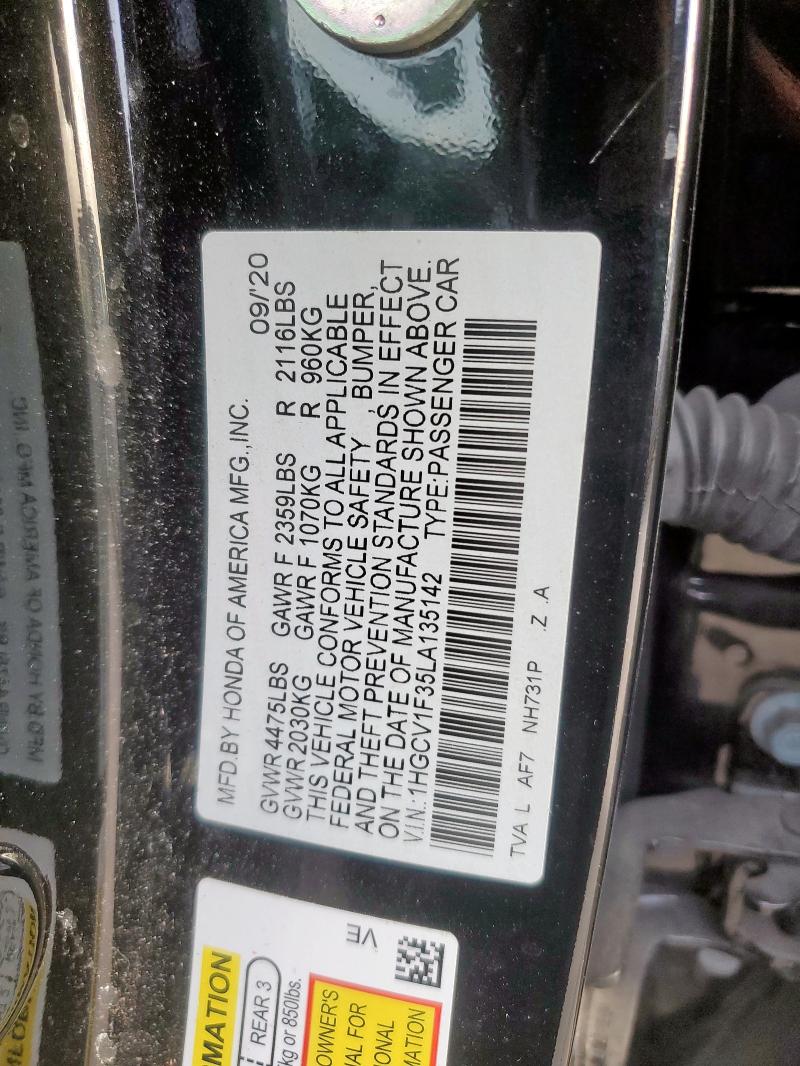 MFD.BY HONDA OF AMERICA MFG.,INC. 09/'20
GVWR 4475LBS GAWR F 2359LBS R 2116LBS
GVWR 2030KG GAWR F 1070KG R 960KG
THIS VEHICLE CONFORMS TO ALL APPLICABLE
FEDERAL MOTOR VEHICLE SAFETY , BUMPER,
AND THEFT PREVENTION STANDARDS IN EFFECT
ON THE DATE OF MANUFACTURE SHOWN ABOVE.
V.I.N.:1HGCV1F35LA135142 TYPE:PASSENGER CAR
TVA L AF7 NH731P .Z .A
RMATION
REAR 3
kg or 850lbs.
OWNER'S
AL FOR
IONAL
MATION
VE